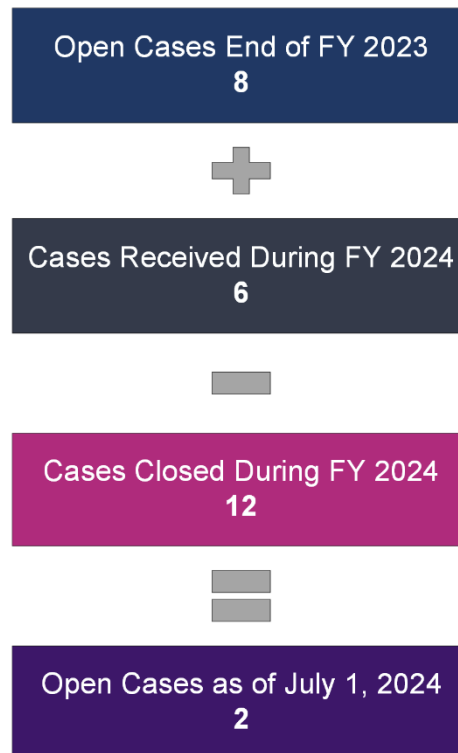 Open Cases End of FY 2023
8
Cases Received During FY 2024
6
Cases Closed During FY 2024
12
Open Cases as of July 1, 2024
2